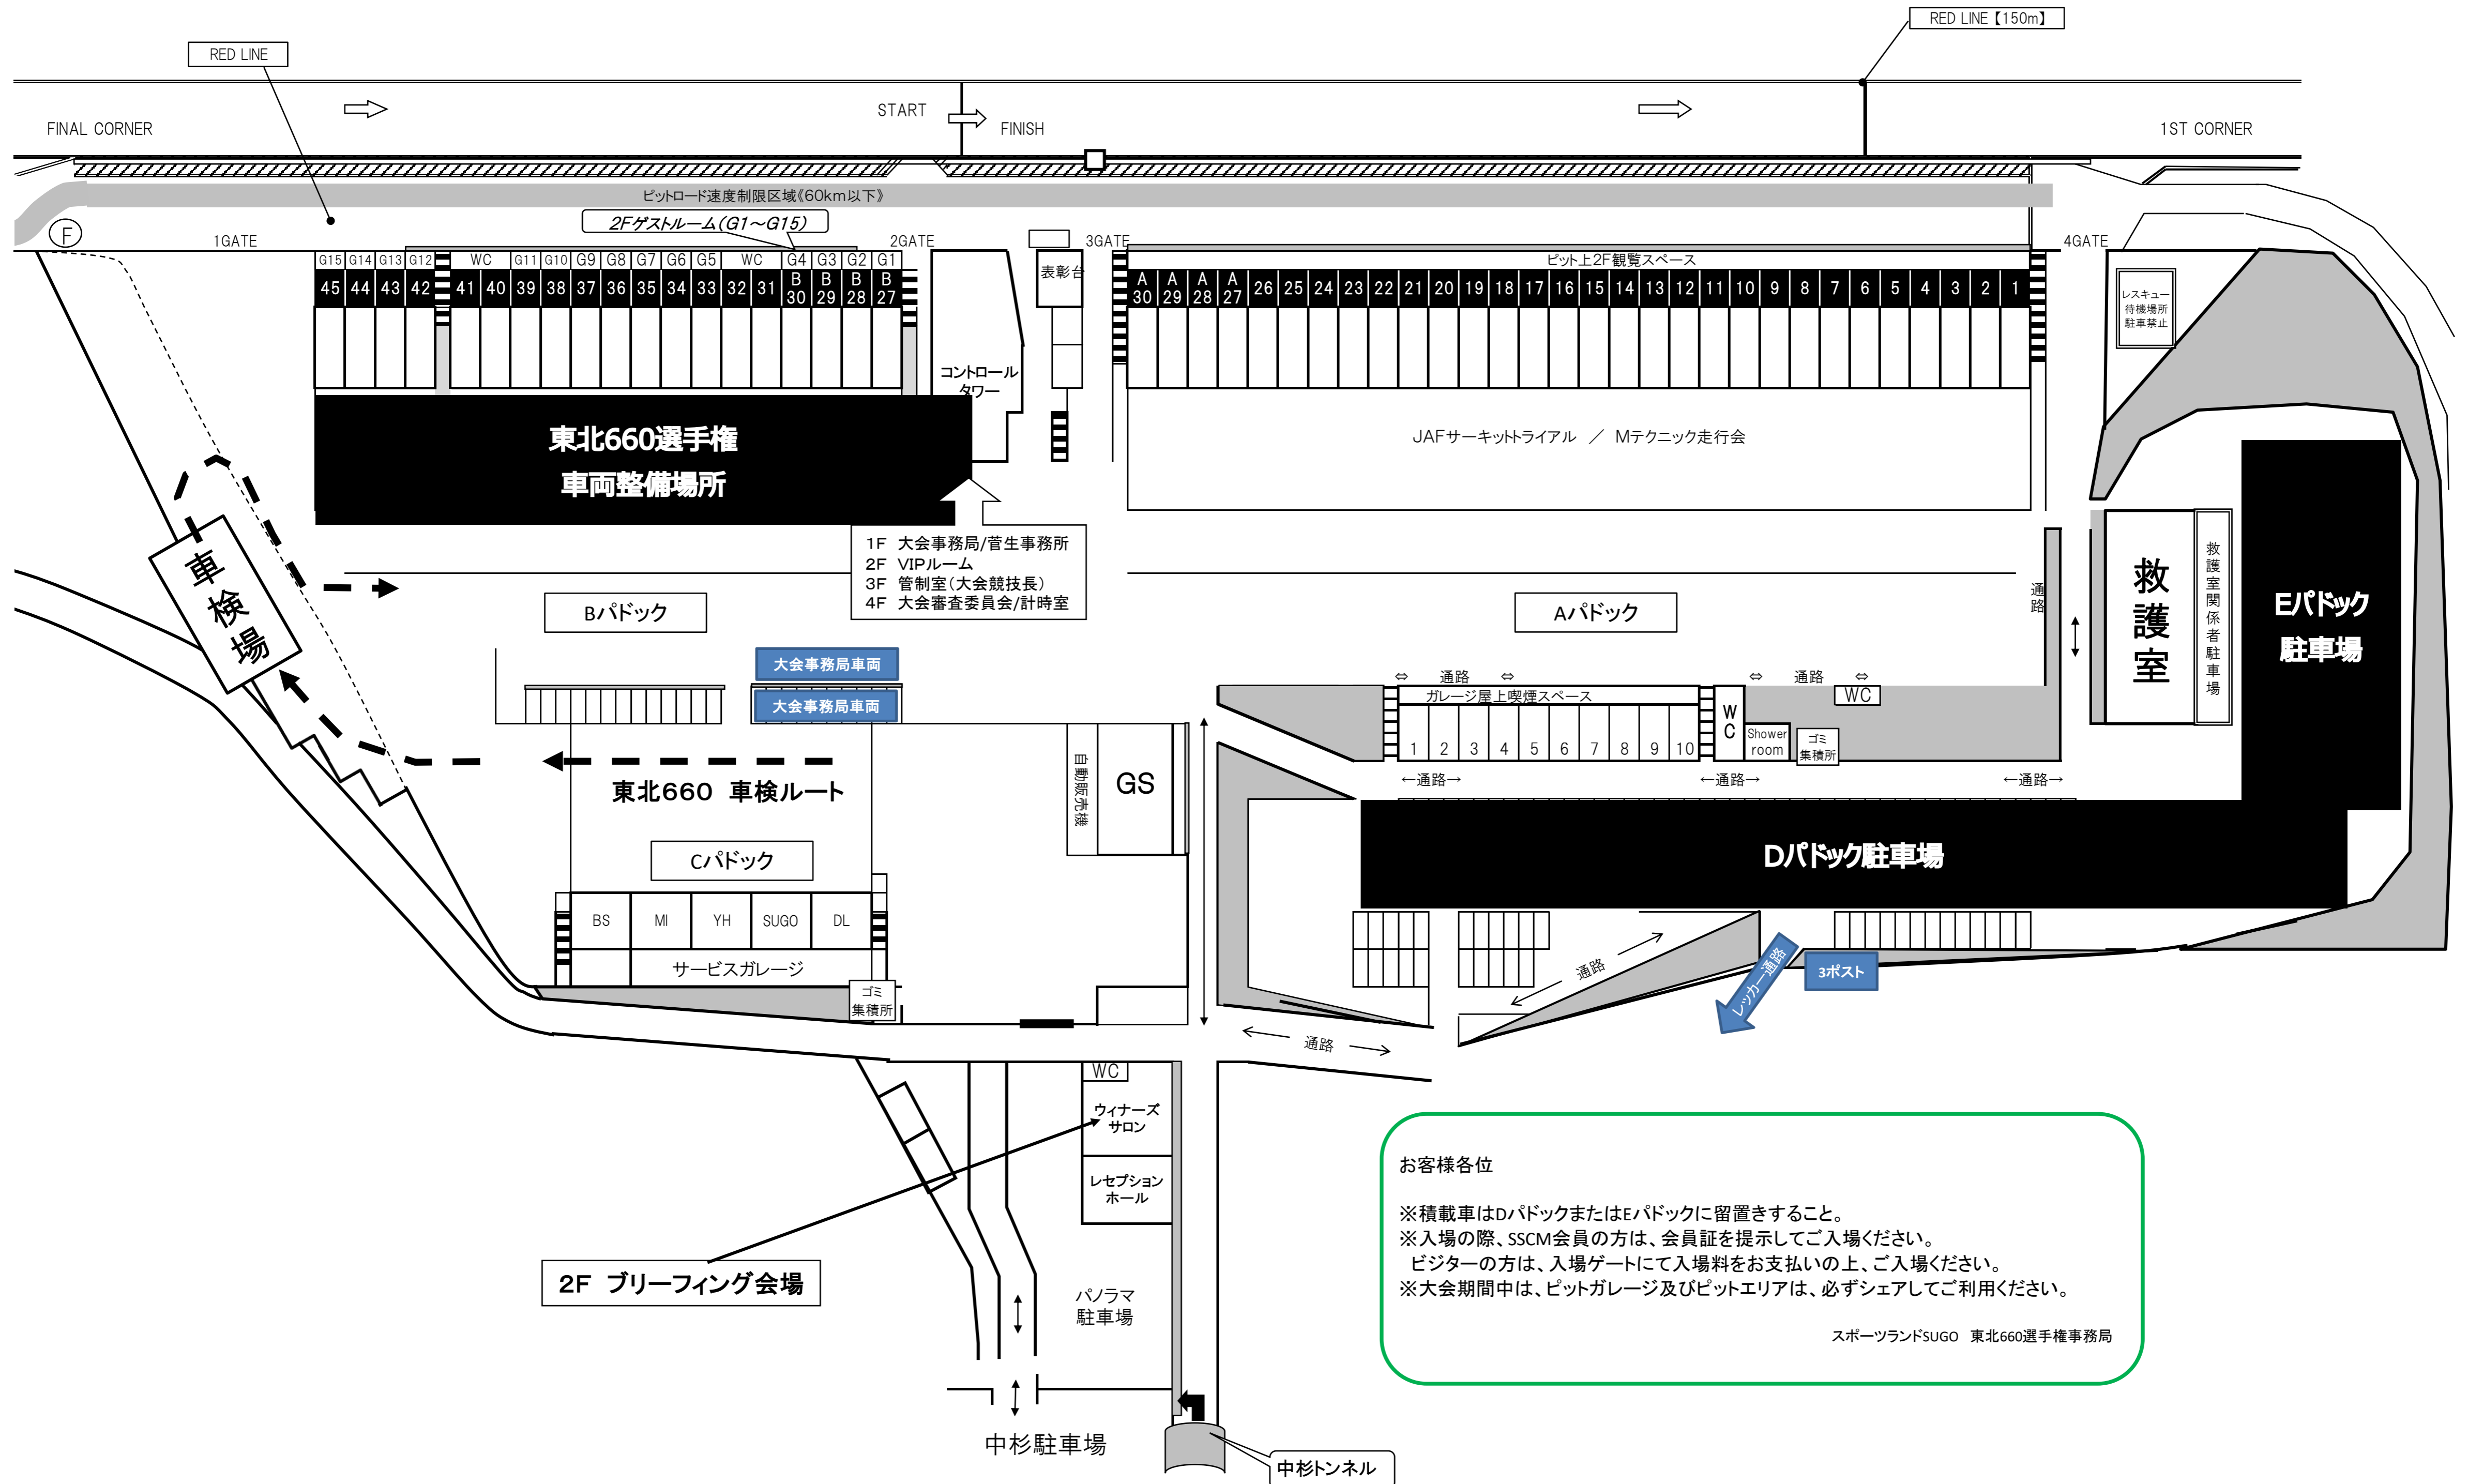 RED LINE【150m】
RED LINE
START
FINAL CORNER
FINISH
1ST CORNER
ピットロード速度制限区域《60km以下》
2Fゲストルーム(G1～G15)
F
1GATE
2GATE
3GATE
4GATE
G15 G14 G13 G12 WC G11 G10 G9 G8 G7 G6 G5 WC G4 G3 G2 G1
45 44 43 42 41 40 39 38 37 36 35 34 33 32 31 B30 B29 B28 B27
表彰台
ピット上2F観覧スペース
A30 A29 A28 A27 26 25 24 23 22 21 20 19 18 17 16 15 14 13 12 11 10 9 8 7 6 5 4 3 2 1
レスキュー
待機場所
駐車禁止
コントロール
タワー
東北660選手権
車両整備場所
JAFサーキットトライアル ／ Mテクニック走行会
1F 大会事務局/菅生事務所
2F VIPルーム
3F 管制室(大会競技長)
4F 大会審査委員会/計時室
車検場
Bパドック
Aパドック
通路
救護室
救護室関係者駐車場
Eパドック
駐車場
大会事務局車両
大会事務局車両
⇔ 通路 ⇔
⇔ 通路 ⇔
ガレージ屋上喫煙スペース
WC
WC
1 2 3 4 5 6 7 8 9 10
Shower
room
ゴミ
集積所
←通路→
←通路→
←通路→
自動販売機
GS
東北660 車検ルート
Cパドック
Dパドック駐車場
BS MI YH SUGO DL
サービスガレージ
ゴミ
集積所
通路
レッカー通路
3ポスト
通路
WC
ウィナーズ
サロン
レセプション
ホール
2F ブリーフィング会場
パノラマ
駐車場
中杉駐車場
中杉トンネル
お客様各位
※積載車はDパドックまたはEパドックに留置きすること。
※入場の際、SSCM会員の方は、会員証を提示してご入場ください。
ビジターの方は、入場ゲートにて入場料をお支払いの上、ご入場ください。
※大会期間中は、ピットガレージ及びピットエリアは、必ずシェアしてご利用ください。
スポーツランドSUGO 東北660選手権事務局